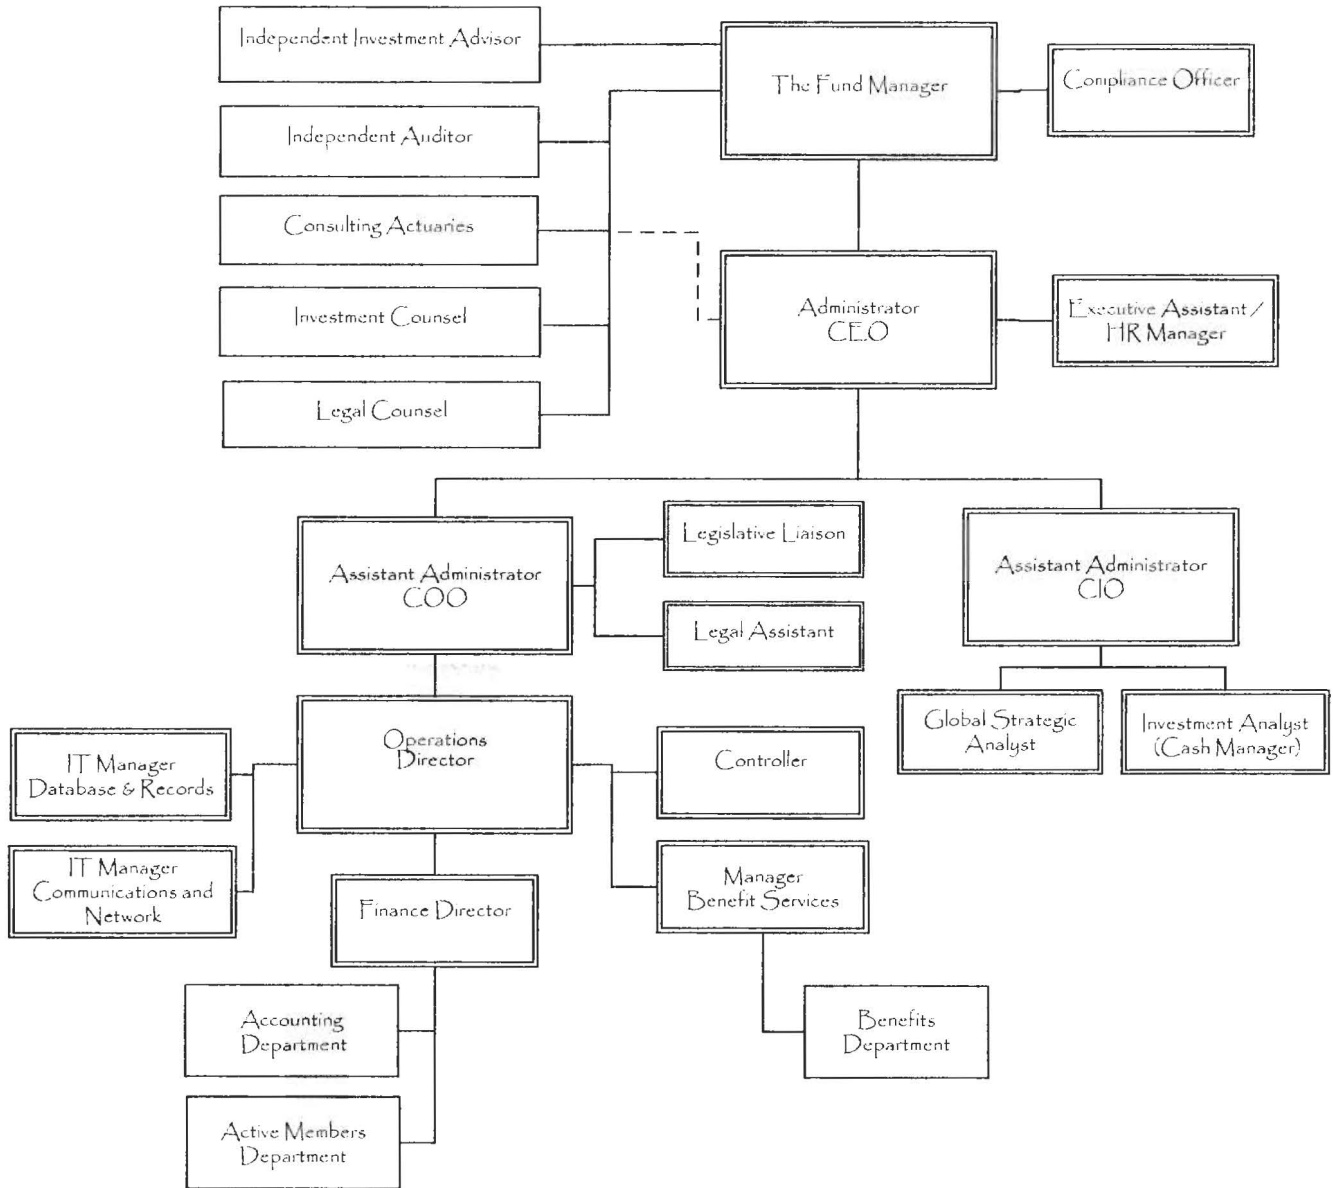 Independent Investment Advisor
The Fund Manager
Compliance Officer
Independent Auditor
Consulting Actuaries
Administrator
CEO
Executive Assistant /
HR Manager
Investment Counsel
Legal Counsel
Legislative Liaison
Assistant Administrator
COO
Assistant Administrator
CIO
Legal Assistant
Operations
Director
Global Strategic
Analyst
Investment Analyst
(Cash Manager)
IT Manager
Database & Records
Controller
IT Manager
Communications and
Network
Manager
Benefit Services
Finance Director
Accounting
Department
Benefits
Department
Active Members
Department